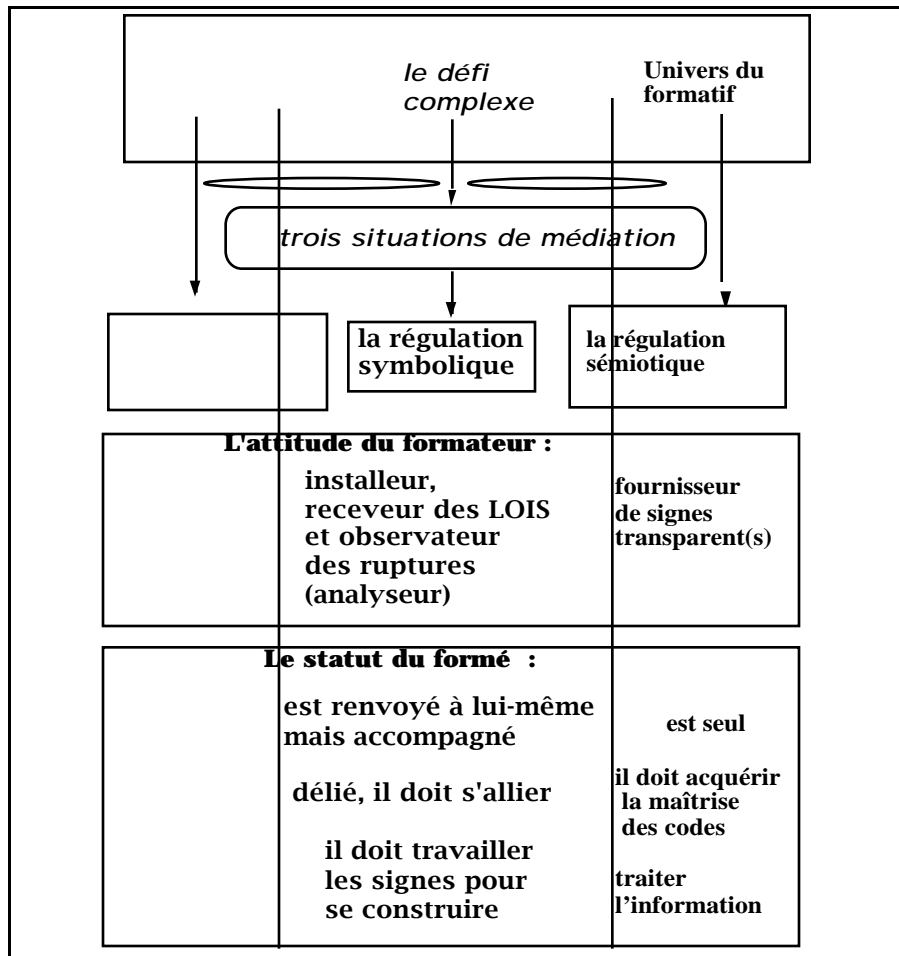 le défi
complexe
Univers du
formatif
trois situations de médiation
la régulation
symbolique
la régulation
sémiotique
L'attitude du formateur :
installeur,
receveur des LOIS
et observateur
des ruptures
(analyseur)
fournisseur
de signes
transparent(s)
Le statut du formé :
est renvoyé à lui-même
mais accompagné
délié, il doit s'allier
il doit travailler
les signes pour
se construire
est seul
il doit acquérir
la maîtrise
des codes
traiter
l'information